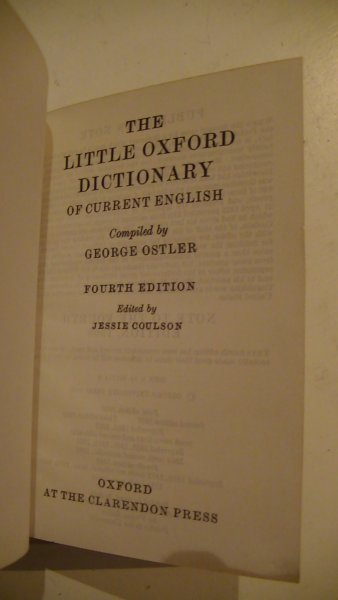 THE
LITTLE OXFORD
DICTIONARY
OF CURRENT ENGLISH
Compiled by
GEORGE OSTLER
FOURTH EDITION
Edited by
JESSIE COULSON
OXFORD
AT THE CLARENDON PRESS